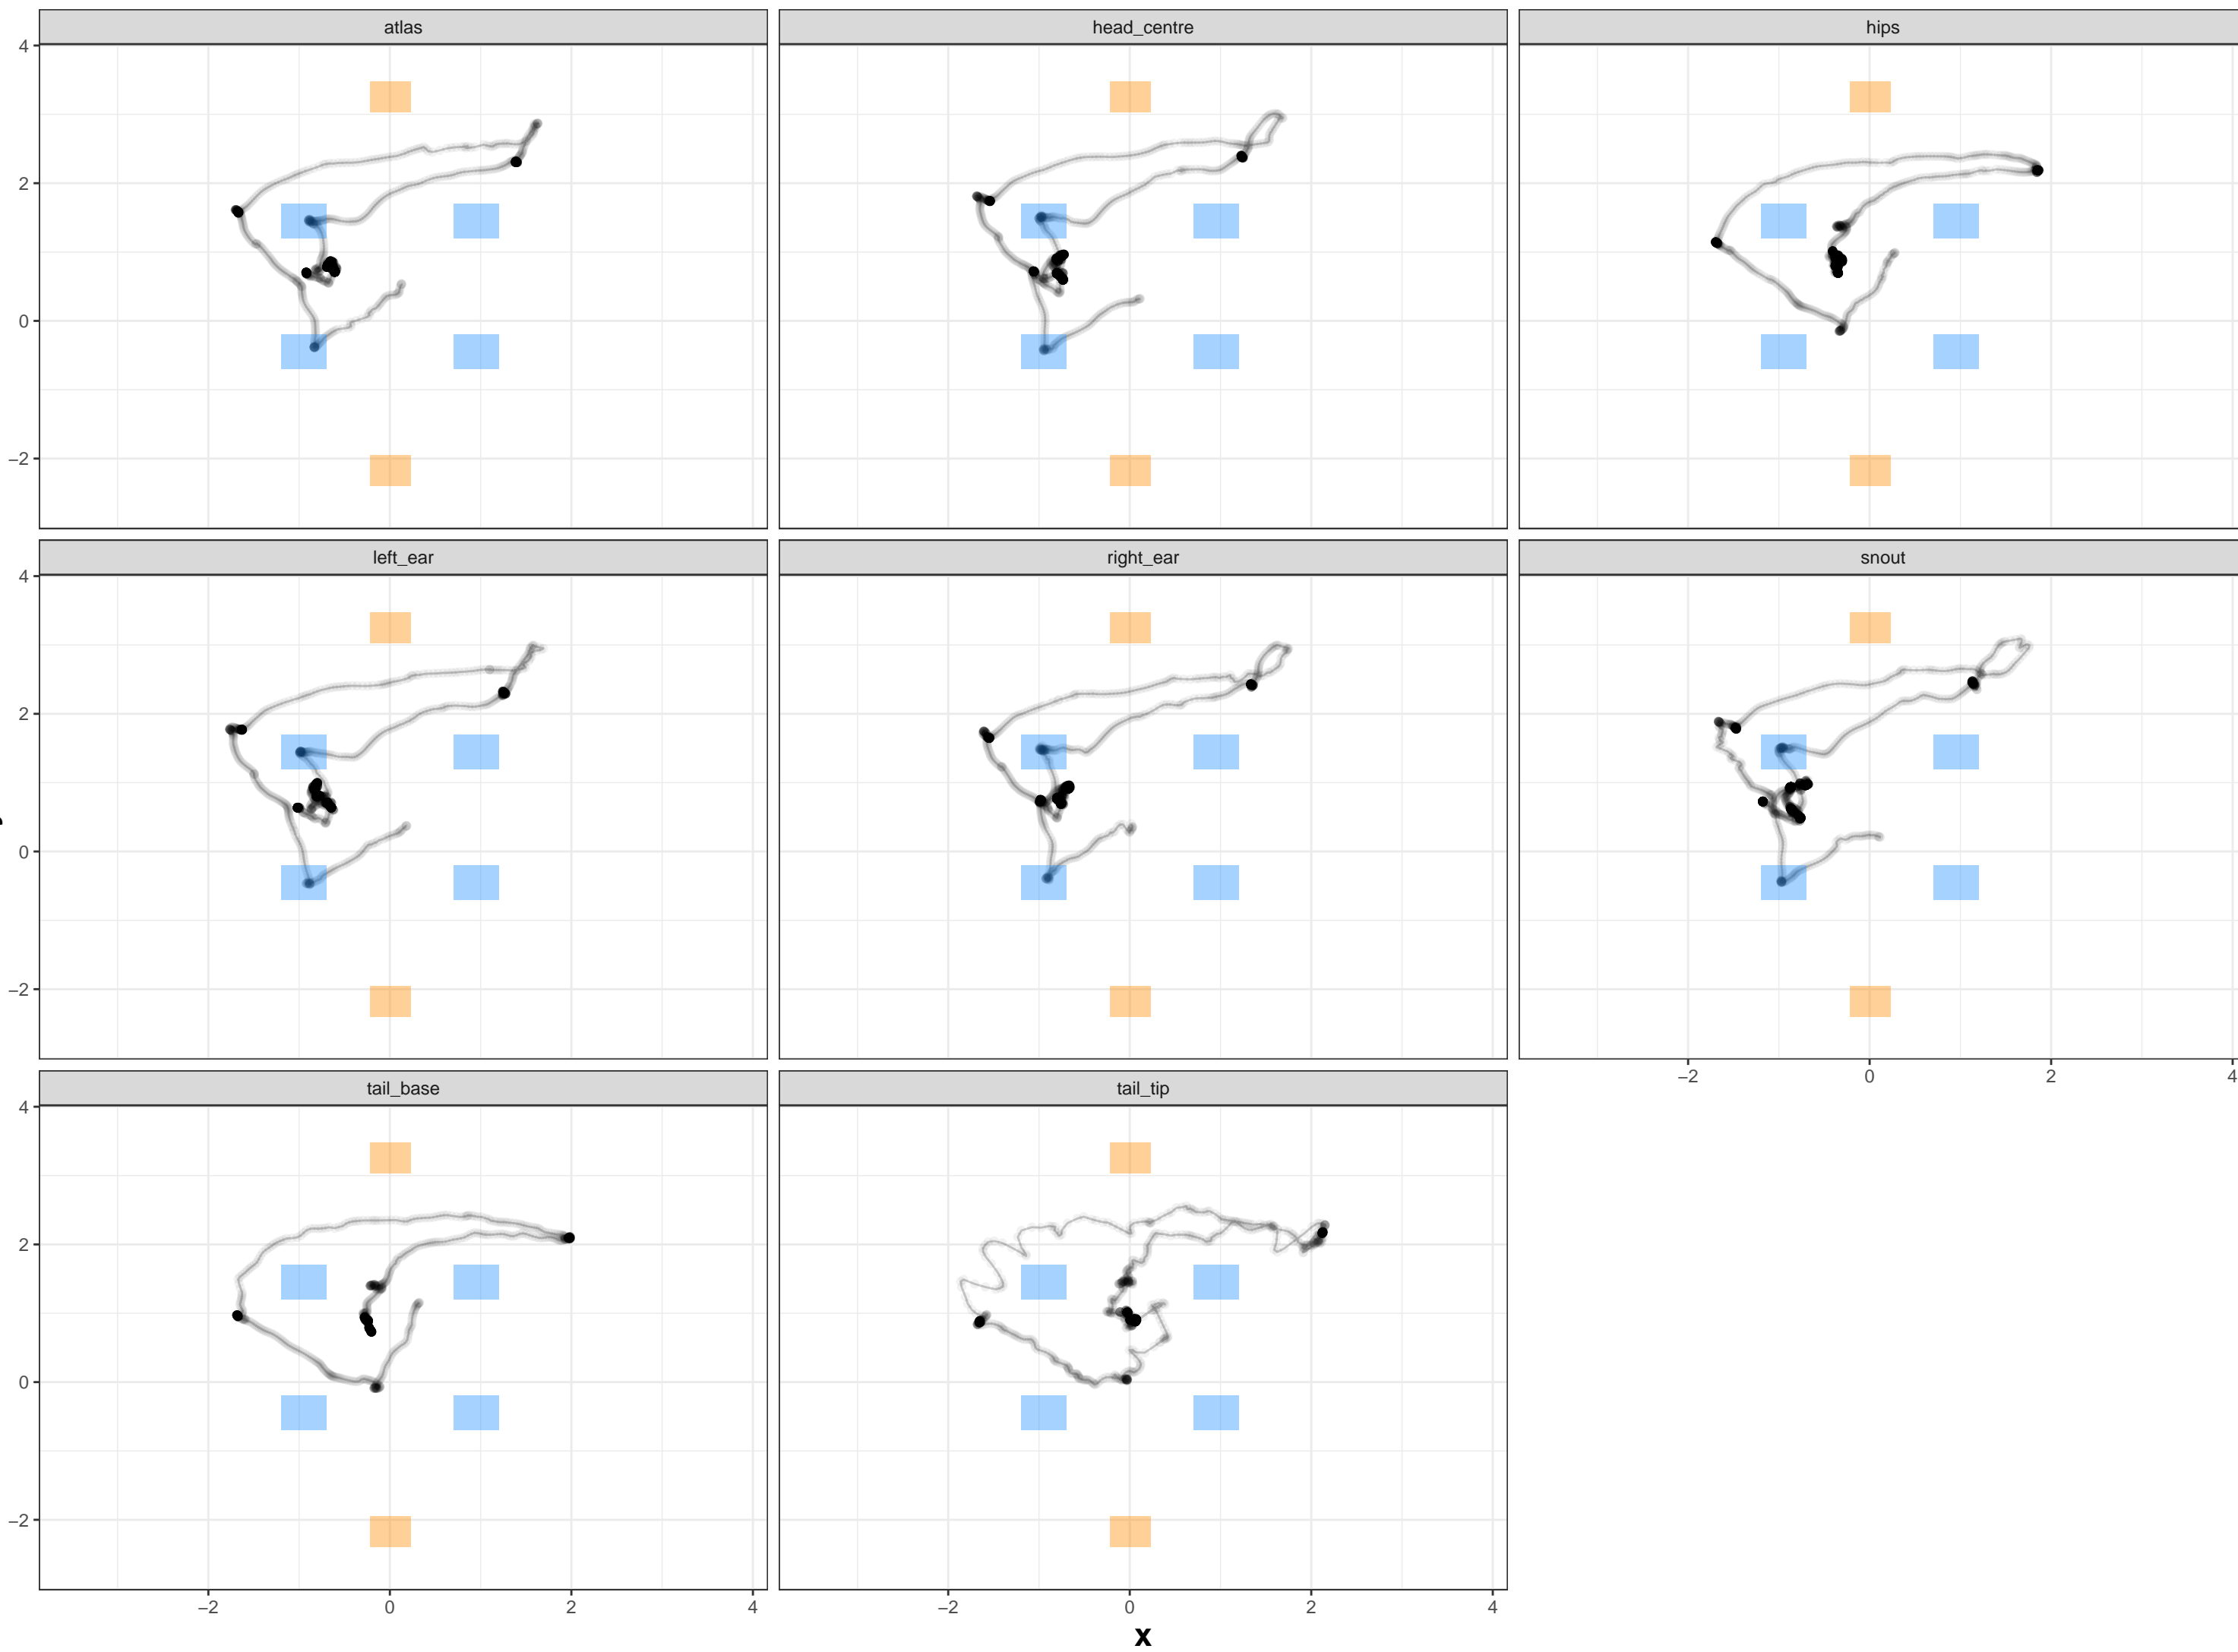 atlas head_centre hips
4
2
0
−2
left_ear right_ear snout
4
2
0
−2
−2 0 2 4
tail_base tail_tip
4
2
0
−2
−2 0 2 4 −2 0 2 4
x